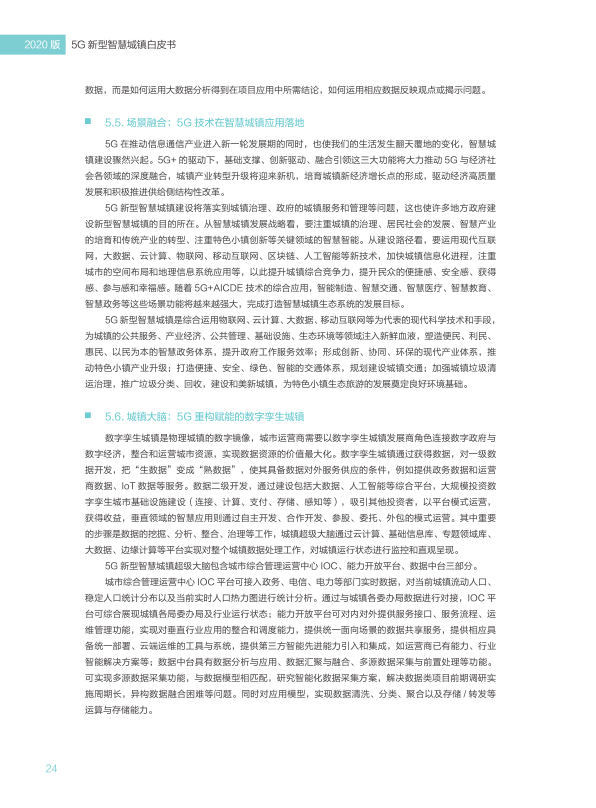 2020 版 5G 新型智慧城镇白皮书
数据，而是如何运用大数据分析得到在项目应用中所需结论，如何运用相应数据反映观点或揭示问题。
5.5. 场景融合：5G 技术在智慧城镇应用落地
5G 在推动信息通信产业进入新一轮发展期的同时，也使我们的生活发生翻天覆地的变化，智慧城
镇建设骤然兴起。5G+ 的驱动下，基础支撑、创新驱动、融合引领这三大功能将大力推动 5G 与经济社
会各领域的深度融合，城镇产业转型升级将迎来新机，培育城镇新经济增长点的形成，驱动经济高质量
发展和积极推进供给侧结构性改革。
5G 新型智慧城镇建设将落实到城镇治理、政府的城镇服务和管理等问题，这也使许多地方政府建
设新型智慧城镇的目的所在。从智慧城镇发展战略看，要注重城镇的治理、居民社会的发展、智慧产业
的培育和传统产业的转型、注重特色小镇创新等关键领域的智慧智能。从建设路径看，要运用现代互联
网，大数据、云计算、物联网、移动互联网、区块链、人工智能等新技术，加快城镇信息化进程，注重
城市的空间布局和地理信息系统应用等，以此提升城镇综合竞争力，提升民众的便捷感、安全感、获得
感、参与感和幸福感。随着 5G+AICDE 技术的综合应用，智能制造、智慧交通、智慧医疗、智慧教育、
智慧政务等这些场景功能将越来越强大，完成打造智慧城镇生态系统的发展目标。
5G 新型智慧城镇是综合运用物联网、云计算、大数据、移动互联网等为代表的现代科学技术和手段，
为城镇的公共服务、产业经济、公共管理、基础设施、生态环境等领域注入新鲜血液，塑造便民、利民、
惠民、以民为本的智慧政务体系，提升政府工作服务效率；形成创新、协同、环保的现代产业体系，推
动特色小镇产业升级；打造便捷、安全、绿色、智能的交通体系，规划建设城镇交通；加强城镇垃圾清
运治理，推广垃圾分类、回收，建设和美新城镇，为特色小镇生态旅游的发展奠定良好环境基础。
5.6. 城镇大脑：5G 重构赋能的数字孪生城镇
数字孪生城镇是物理城镇的数字镜像，城市运营商需要以数字孪生城镇发展商角色连接数字政府与
数字经济，整合和运营城市资源，实现数据资源的价值最大化。数字孪生城镇通过获得数据，对一级数
据开发，把“生数据”变成“熟数据”，使其具备数据对外服务供应的条件，例如提供政务数据和运营
商数据、IoT 数据等服务。数据二级开发，通过建设包括大数据、人工智能等综合平台，大规模投资数
字孪生城市基础设施建设（连接、计算、支付、存储、感知等），吸引其他投资者，以平台模式运营，
获得收益，垂直领域的智慧应用则通过自主开发、合作开发、参股、委托、外包的模式运营。其中重要
的步骤是数据的挖掘、分析、整合、治理等工作，城镇超级大脑通过云计算、基础信息库，专题领域库、
大数据、边缘计算等平台实现对整个城镇数据处理工作，对城镇运行状态进行监控和直观呈现。
5G 新型智慧城镇超级大脑包含城市综合管理运营中心 IOC、能力开放平台、数据中台三部分。
城市综合管理运营中心 IOC 平台可接入政务、电信、电力等部门实时数据，对当前城镇流动人口、
稳定人口统计分布以及当前实时人口热力图进行统计分析。通过与城镇各委办局数据进行对接，IOC 平
台可综合展现城镇各局委办局及行业运行状态；能力开放平台可对内对外提供服务接口、服务流程、运
维管理功能，实现对垂直行业应用的整合和调度能力，提供统一面向场景的数据共享服务，提供相应具
备统一部署、云端运维的工具与系统，提供第三方智能先进能力引入和集成，如运营商已有能力、行业
智能解决方案等；数据中台具有数据分析与应用、数据汇聚与融合、多源数据采集与前置处理等功能。
可实现多源数据采集功能，与数据模型相匹配，研究智能化数据采集方案，解决数据类项目前期调研实
施周期长，异构数据融合困难等问题。同时对应用模型，实现数据清洗、分类、聚合以及存储 / 转发等
运算与存储能力。
24